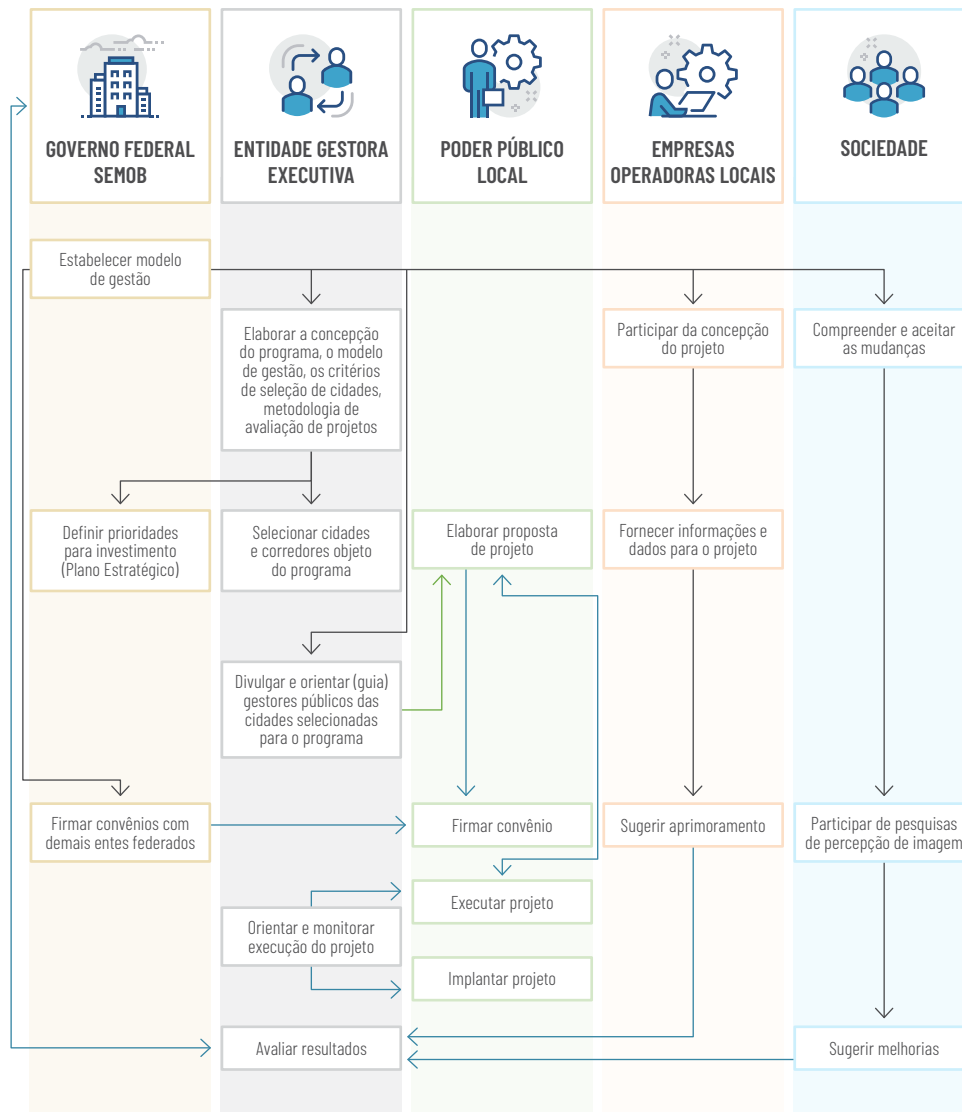 GOVERNO FEDERAL
SEMOB
ENTIDADE GESTORA
EXECUTIVA
PODER PÚBLICO
LOCAL
EMPRESAS
OPERADORAS LOCAIS
SOCIEDADE
Estabelecer modelo
de gestão
Elaborar a concepção
do programa, o modelo
de gestão, os critérios
de seleção de cidades,
metodologia de
avaliação de projetos
Participar da concepção
do projeto
Compreender e aceitar
as mudanças
Definir prioridades
para investimento
(Plano Estratégico)
Selecionar cidades
e corredores objeto
do programa
Elaborar proposta
de projeto
Fornecer informações e
dados para o projeto
Divulgar e orientar (guia)
gestores públicos das
cidades selecionadas
para o programa
Firmar convênios com
demais entes federados
Firmar convênio
Sugerir aprimoramento
Participar de pesquisas
de percepção de imagem
Orientar e monitorar
execução do projeto
Executar projeto
Implantar projeto
Avaliar resultados
Sugerir melhorias